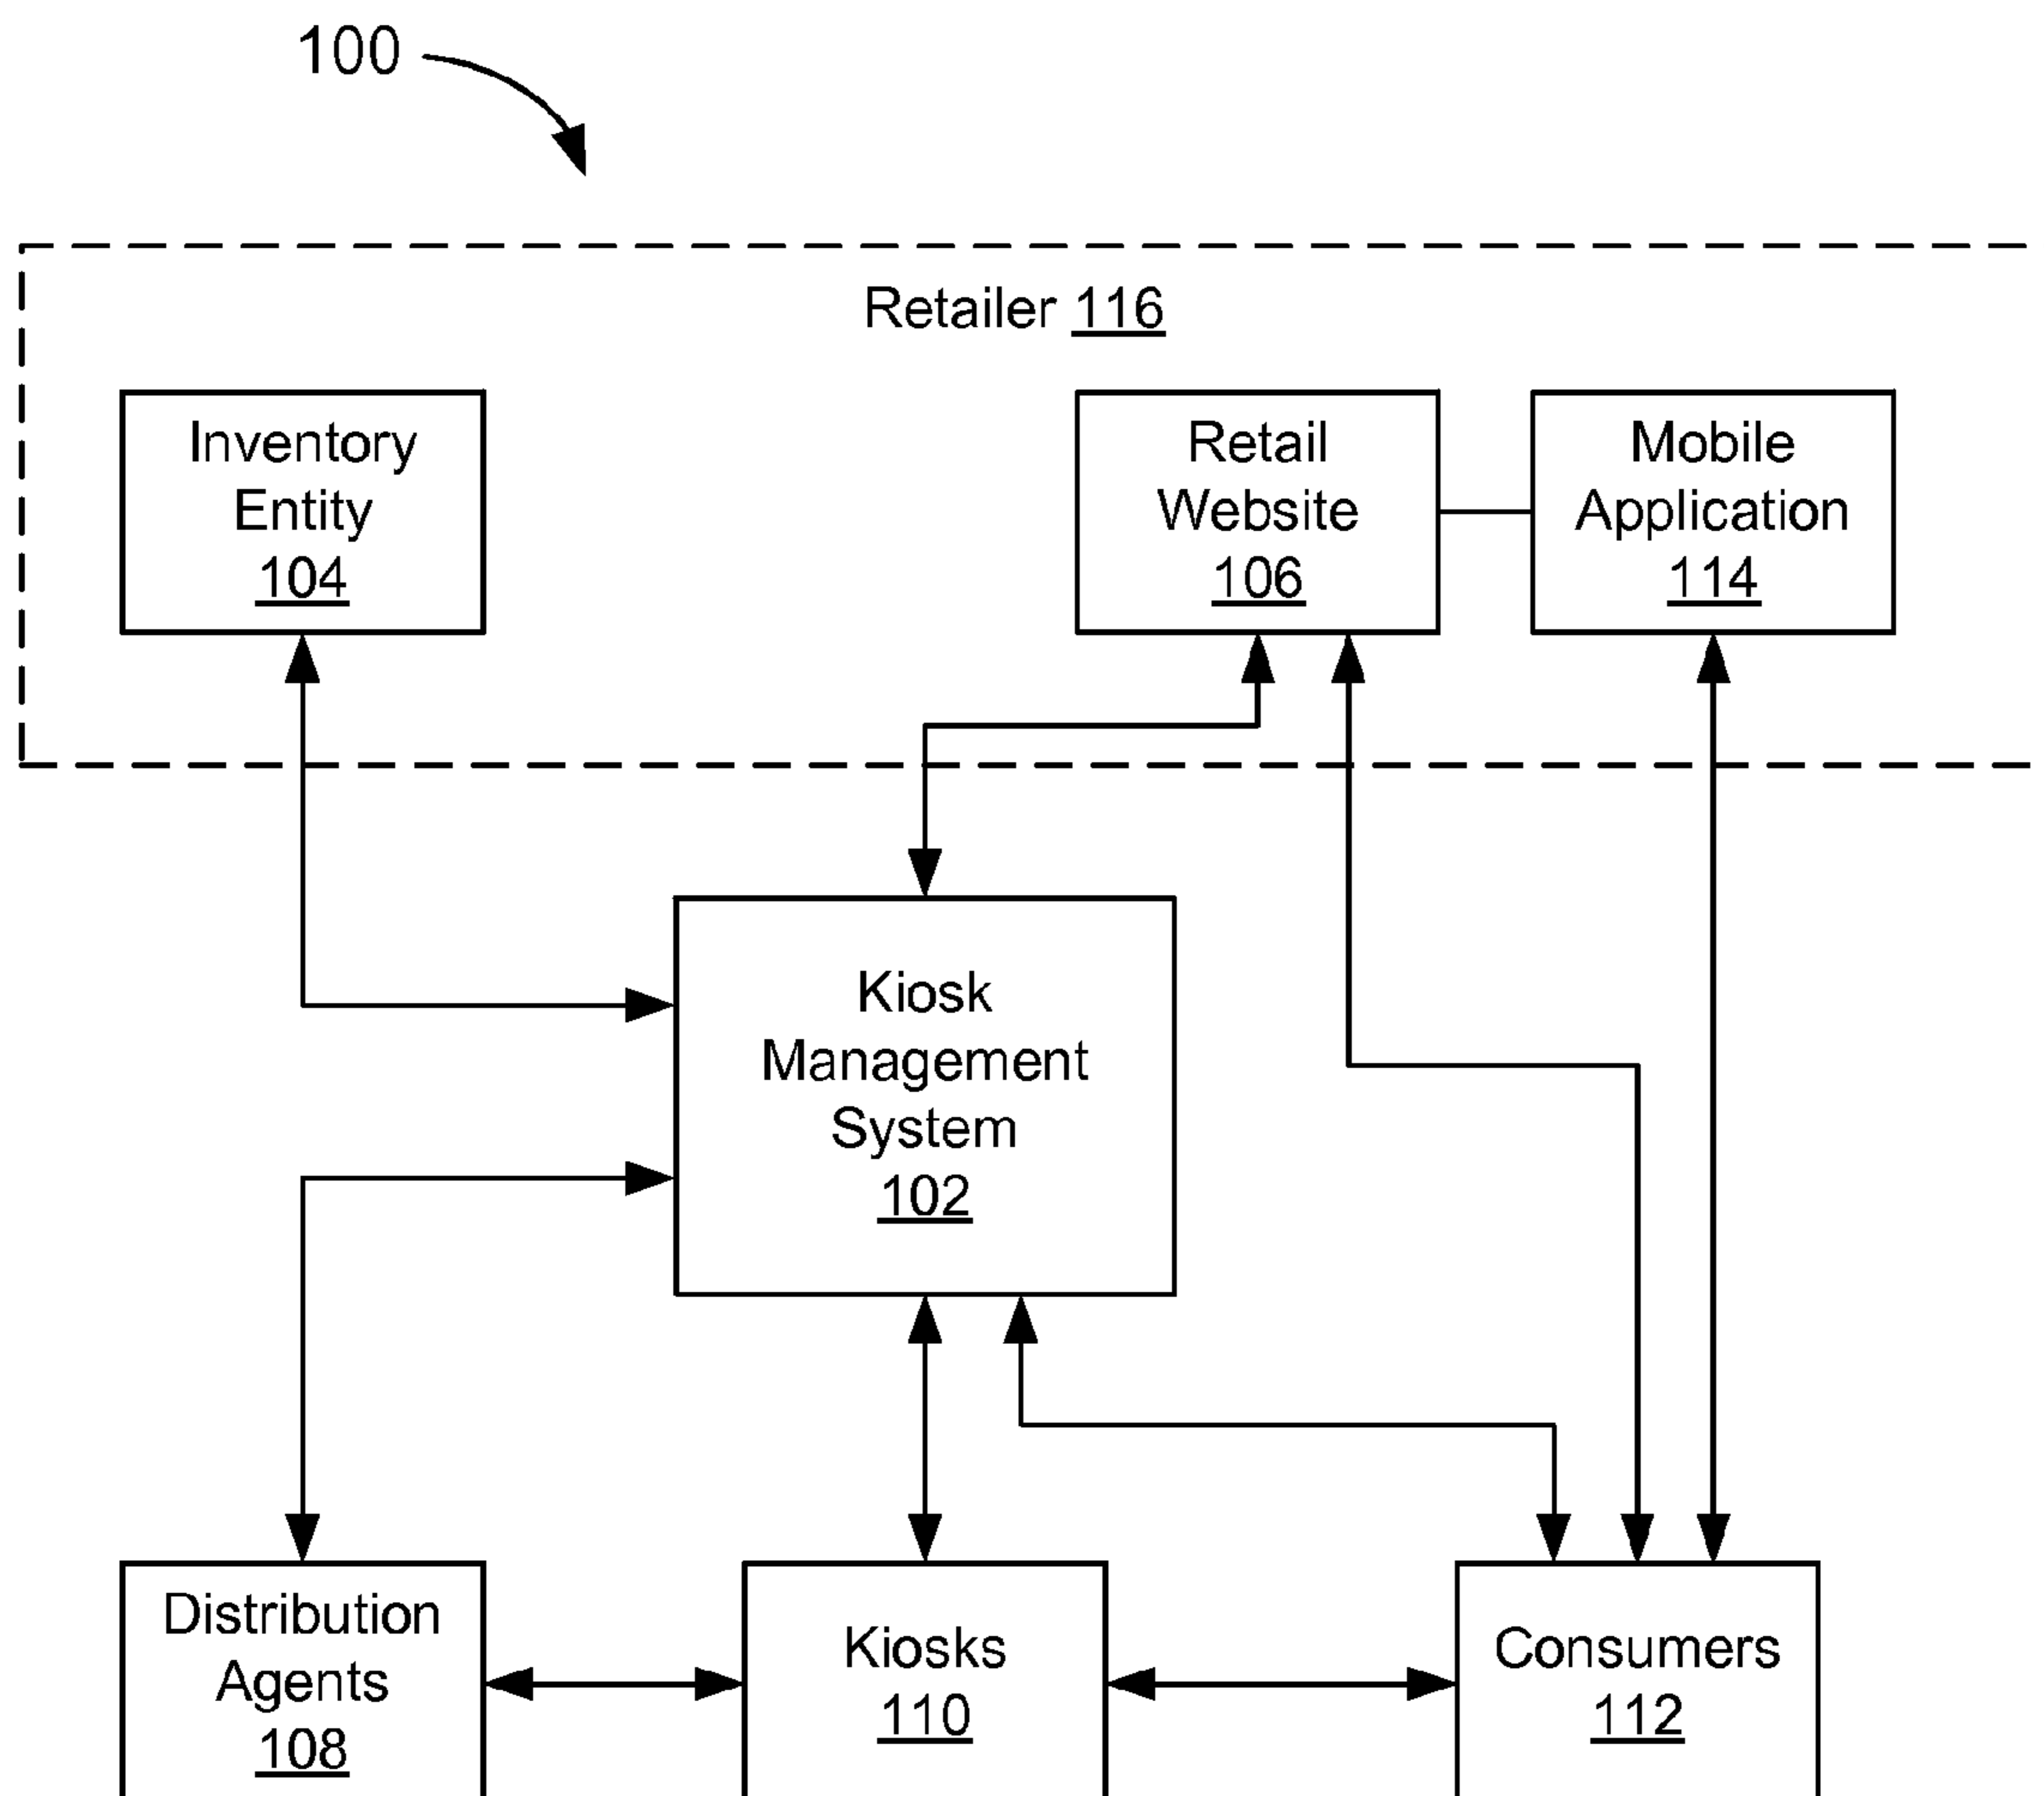 100
Retailer 116
Inventory
Entity
104
Retail
Website
106
Mobile
Application
114
Kiosk
Management
System
102
Distribution
Agents
108
Kiosks
110
Consumers
112